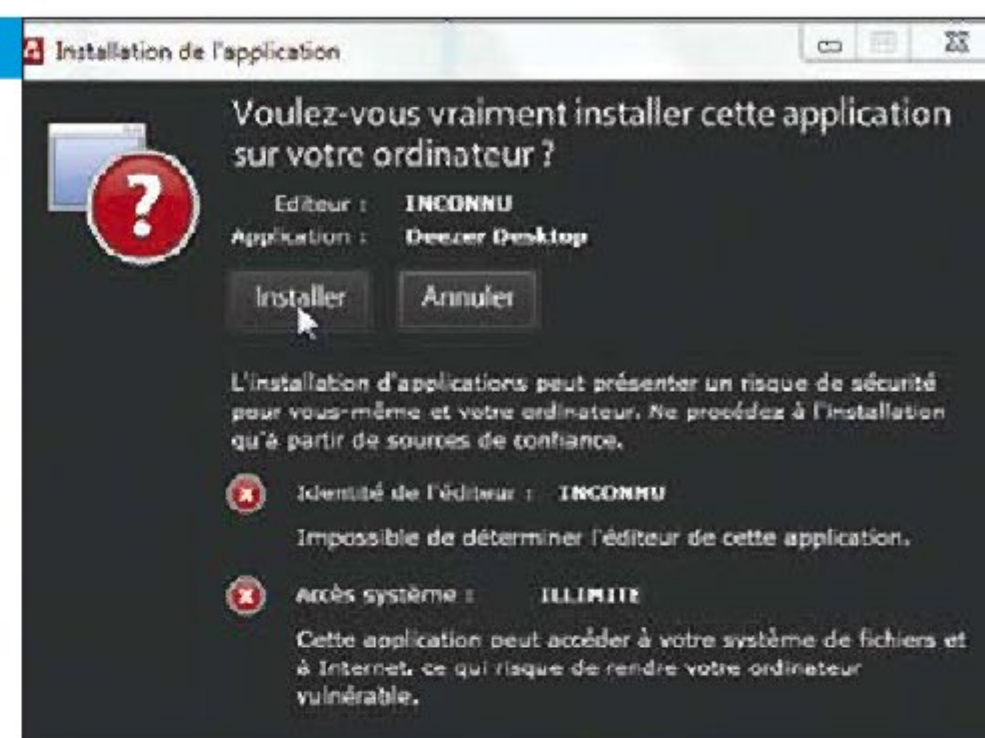 Installation de l'application
Voulez-vous vraiment installer cette application
sur votre ordinateur ?
Editeur : INCONNU
Application : Deezer Desktop
Installer Annuler
L'installation d'applications peut présenter un risque de sécurité
pour vous-même et votre ordinateur. Ne procédez à l'installation
qu'à partir de sources de confiance.
Identité de l'éditeur : INCONNU
Impossible de déterminer l'éditeur de cette application.
Accès système : ILLIMITE
Cette application peut accéder à votre système de fichiers et
à Internet, ce qui risque de rendre votre ordinateur
vulnérable.